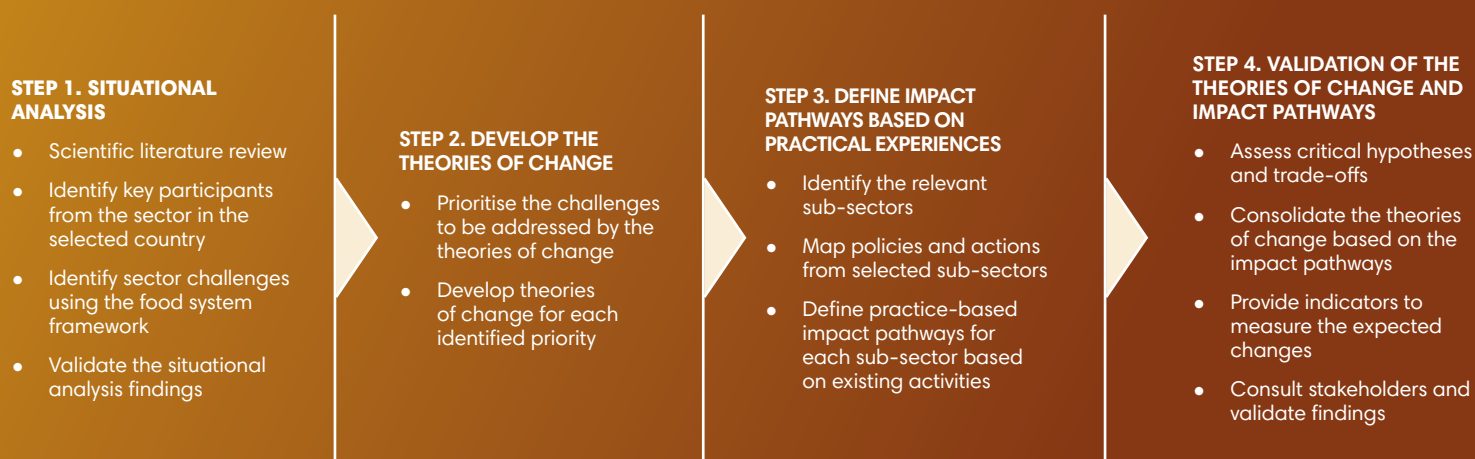 STEP 1. SITUATIONAL
ANALYSIS
● Scientific literature review
● Identify key participants
from the sector in the
selected country
● Identify sector challenges
using the food system
framework
● Validate the situational
analysis findings
STEP 2. DEVELOP THE
THEORIES OF CHANGE
● Prioritise the challenges
to be addressed by the
theories of change
● Develop theories
of change for each
identified priority
STEP 3. DEFINE IMPACT
PATHWAYS BASED ON
PRACTICAL EXPERIENCES
● Identify the relevant
sub-sectors
● Map policies and actions
from selected sub-sectors
● Define practice-based
impact pathways for
each sub-sector based
on existing activities
STEP 4. VALIDATION OF THE
THEORIES OF CHANGE AND
IMPACT PATHWAYS
● Assess critical hypotheses
and trade-offs
● Consolidate the theories
of change based on the
impact pathways
● Provide indicators to
measure the expected
changes
● Consult stakeholders and
validate findings